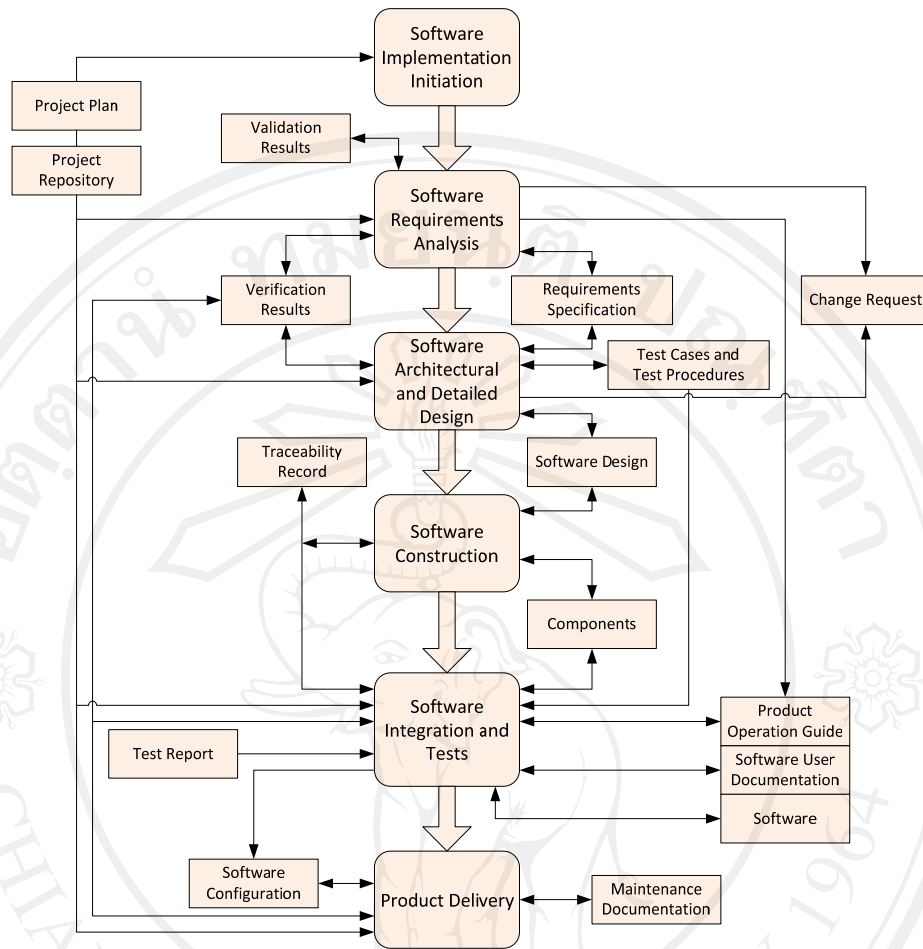 Software
Implementation
Initiation
Project Plan
Project
Repository
Validation
Results
Software
Requirements
Analysis
Verification
Results
Requirements
Specification
Change Request
Software
Architectural
and Detailed
Design
Test Cases and
Test Procedures
Traceability
Record
Software Design
Software
Construction
Components
Software
Integration and
Tests
Test Report
Product
Operation Guide
Software User
Documentation
Software
Software
Configuration
Product Delivery
Maintenance
Documentation
1964